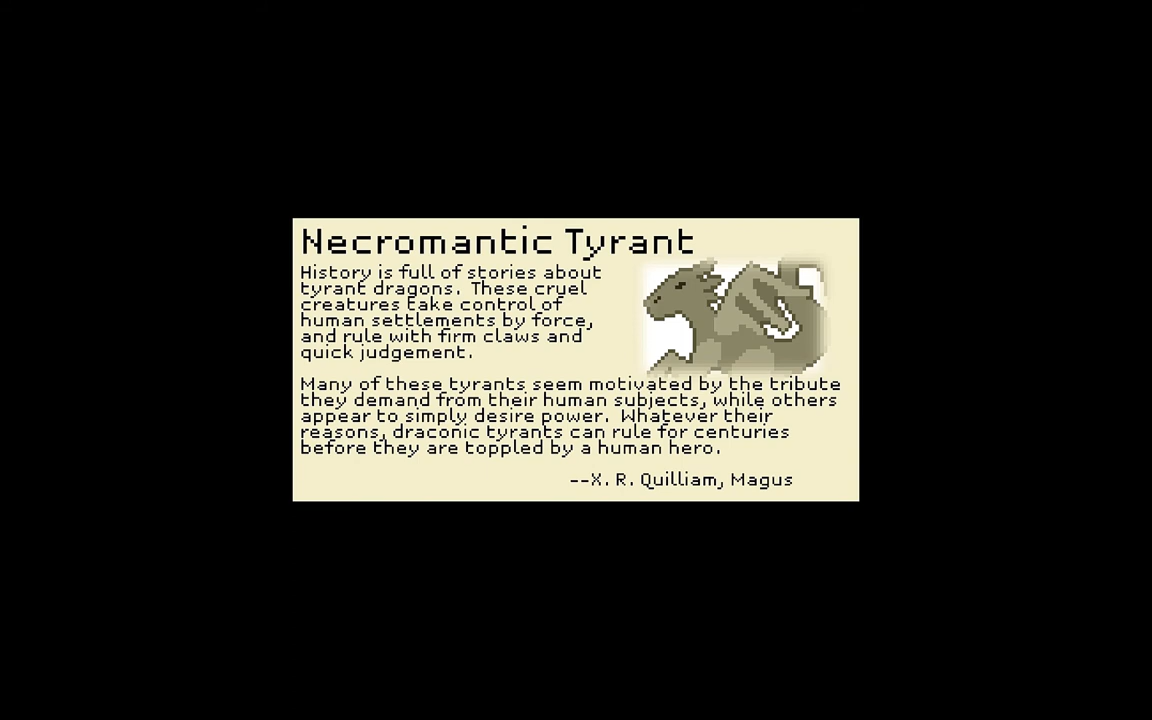 Necromantic Tyrant
History is full of stories about
tyrant dragons. These cruel
creatures take control of
human settlements by force,
and rule with firm claws and
quick judgement.
Many of these tyrants seem motivated by the tribute
they demand from their human subjects, while others
appear to simply desire power. Whatever their
reasons, draconic tyrants can rule for centuries
before they are toppled by a human hero.
--X. R. Quilliam, Magus